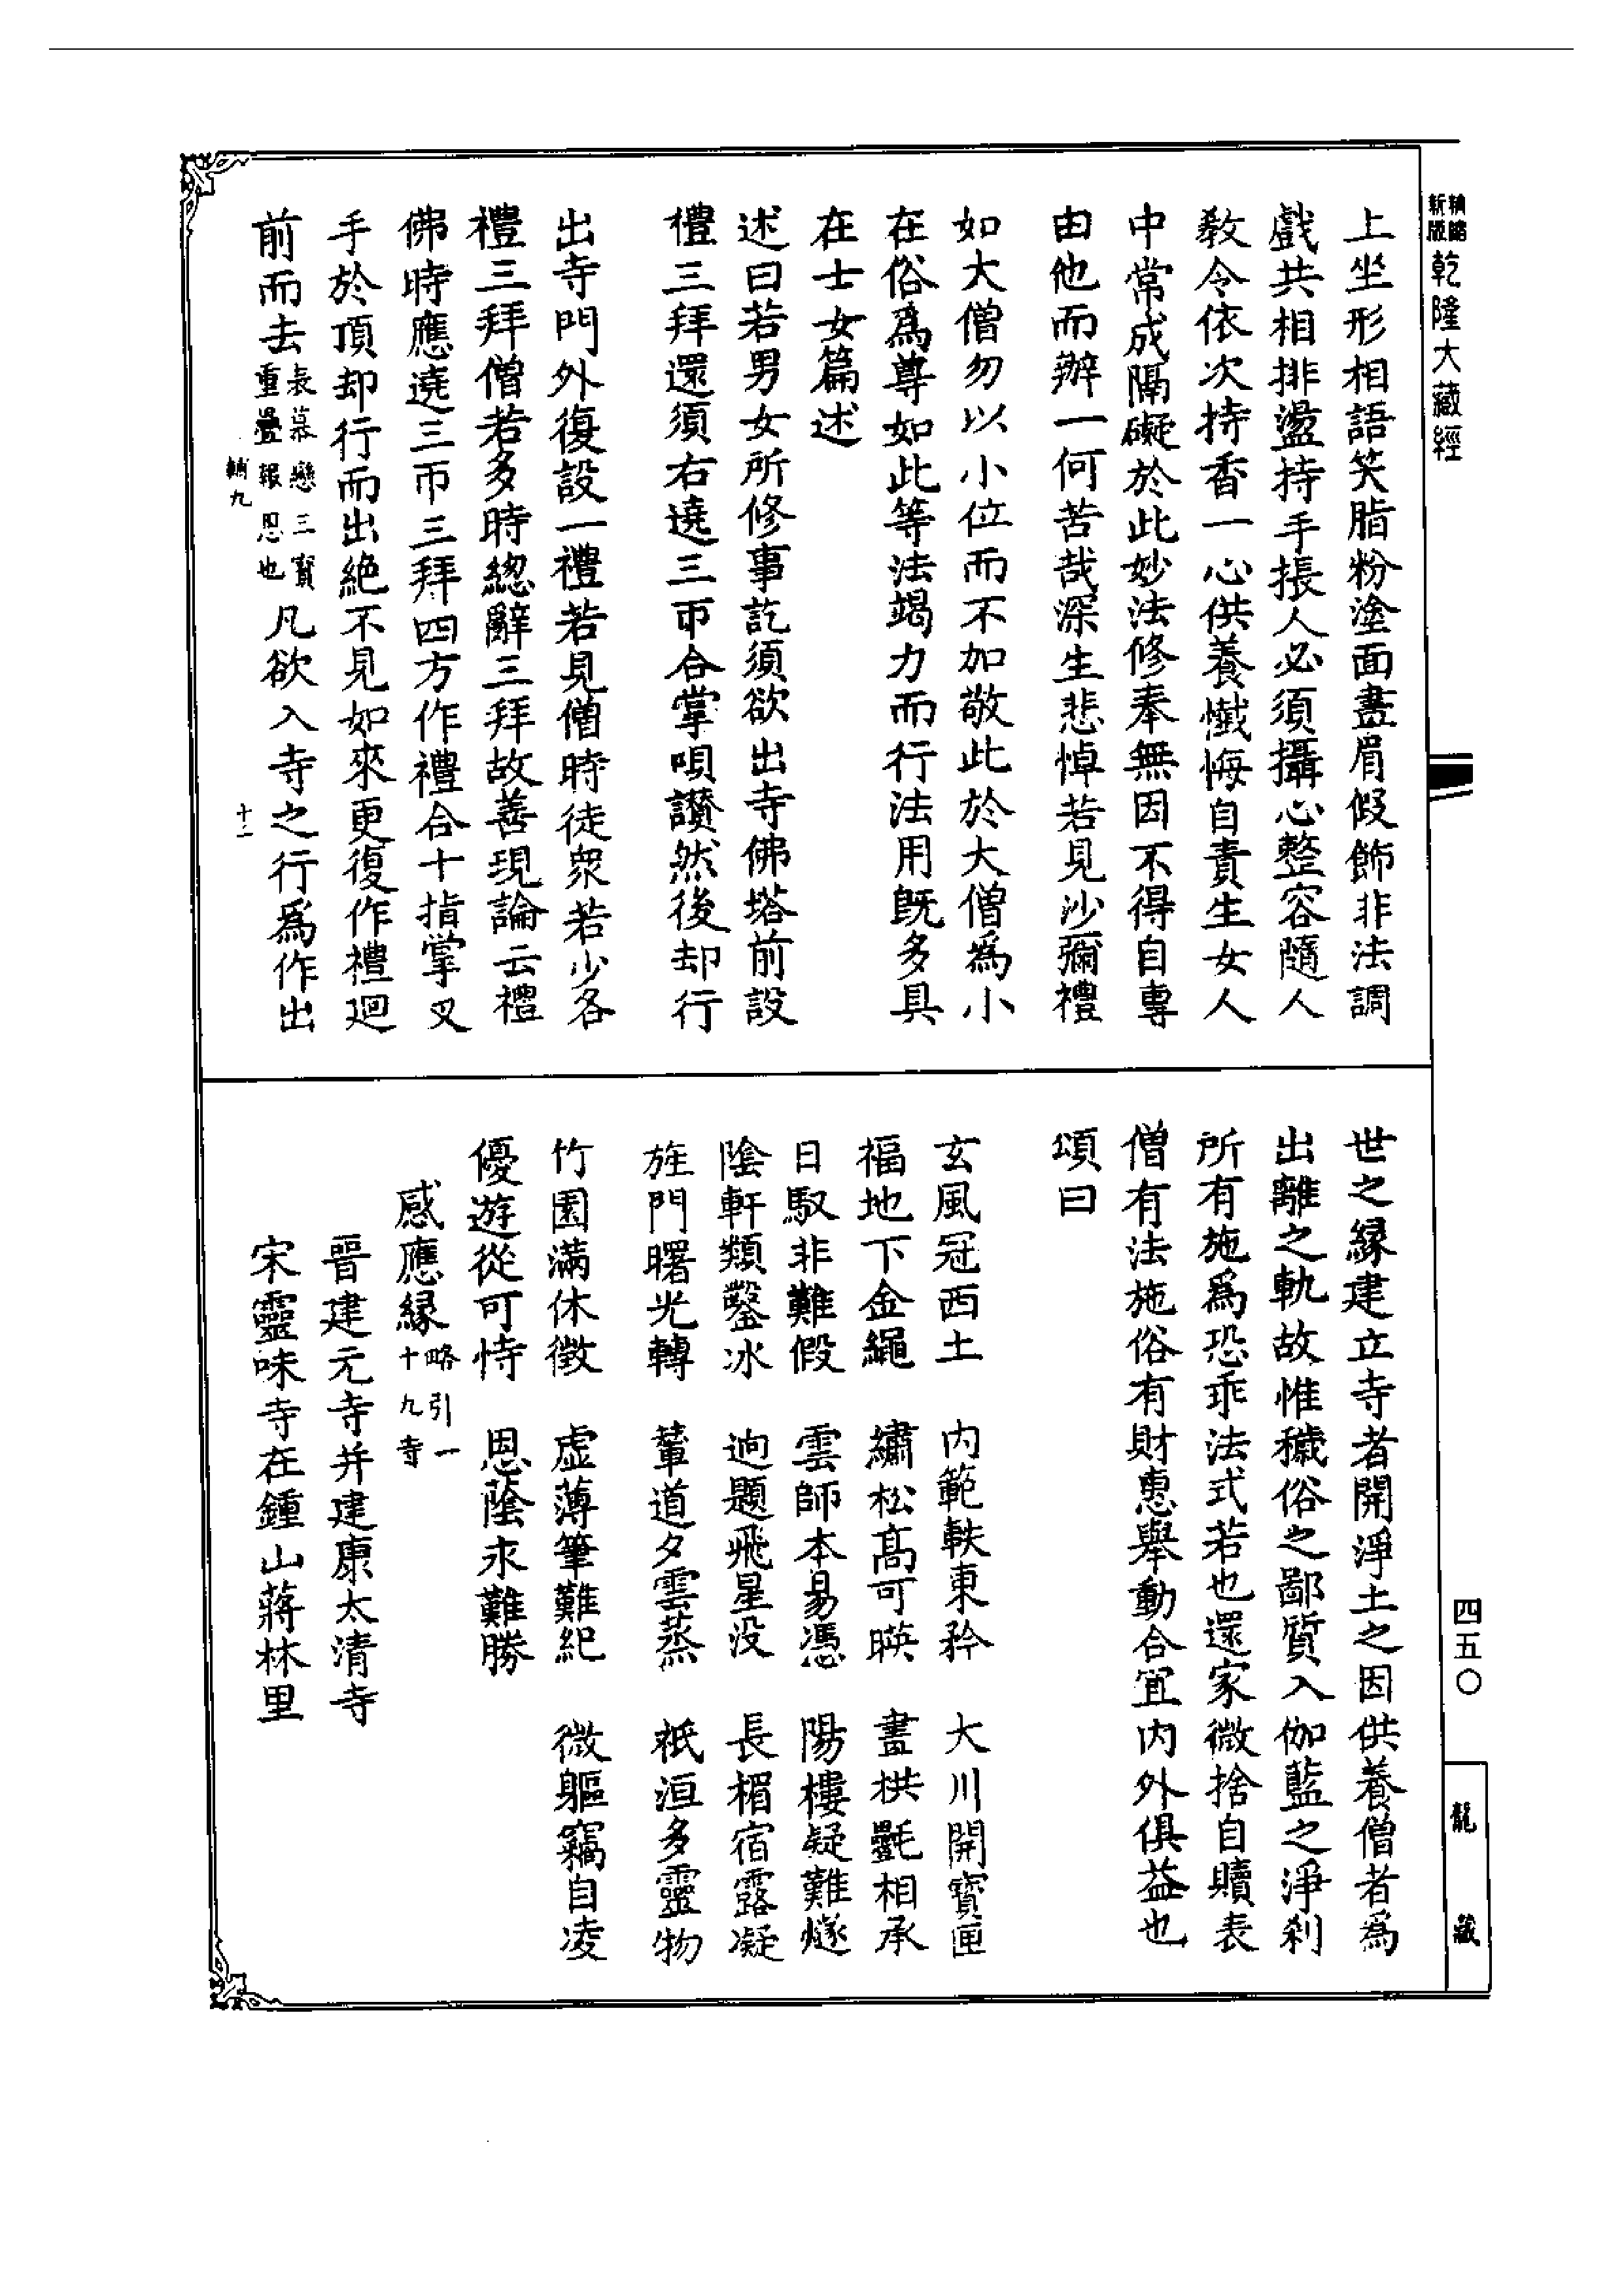 乾隆大藏經
上坐形相語笑脂粉塗面畫眉假飾非法調
戲共相排盪持手振人必須攝心整容隨人
教令依次持香一心供養懺悔自責生女人
中常成隔礙於此妙法修奉無因不得自專
由他而辦一何苦哉深生悲悼若見沙彌禮
如大僧勿以小位而不加敬此於大僧為小
在俗為尊如此等法竭力而行法用既多具
在士女篇述
述曰若男女所修事訖須欲出寺佛塔前設
禮三拜還須右遶三帀合掌唄讚然後却行
出寺門外復設一禮若見僧時徒衆若少各
禮三拜僧若多時緫辭三拜故善現論云禮
佛時應遶三帀三拜四方作禮合十指掌叉
手於頂却行而出絶不見如來更復作禮迴
前而去表慕戀三寶重疊報恩也凡欲入寺之行為作出
輔九
十二
世之緣建立寺者開淨土之因供養僧者為
出離之軌故惟穢俗之鄙質入伽藍之淨刹
所有施為恐乖法式若也還家微捨自贖表
僧有法施俗有財惠舉動合宜内外俱益也
頌曰
玄風冠西土 内範軼東矜 大川開寶匣
福地下金繩 繡松髙可暎 畫栱疊相承
日馭非難假 雲師本易憑 陽樓疑難燧
陰軒類鑿冰 逈題飛星没 長楣宿露凝
旌門曙光轉 輦道夕雲蒸 祇洹多靈物
竹園滿休徴 虚薄筆難紀 微軀竊自凌
優遊從可恃 恩蔭永難勝
感應緣略引一十九寺
晉建元寺并建康太清寺
宋靈味寺在鍾山蔣林里
四五〇
龍藏